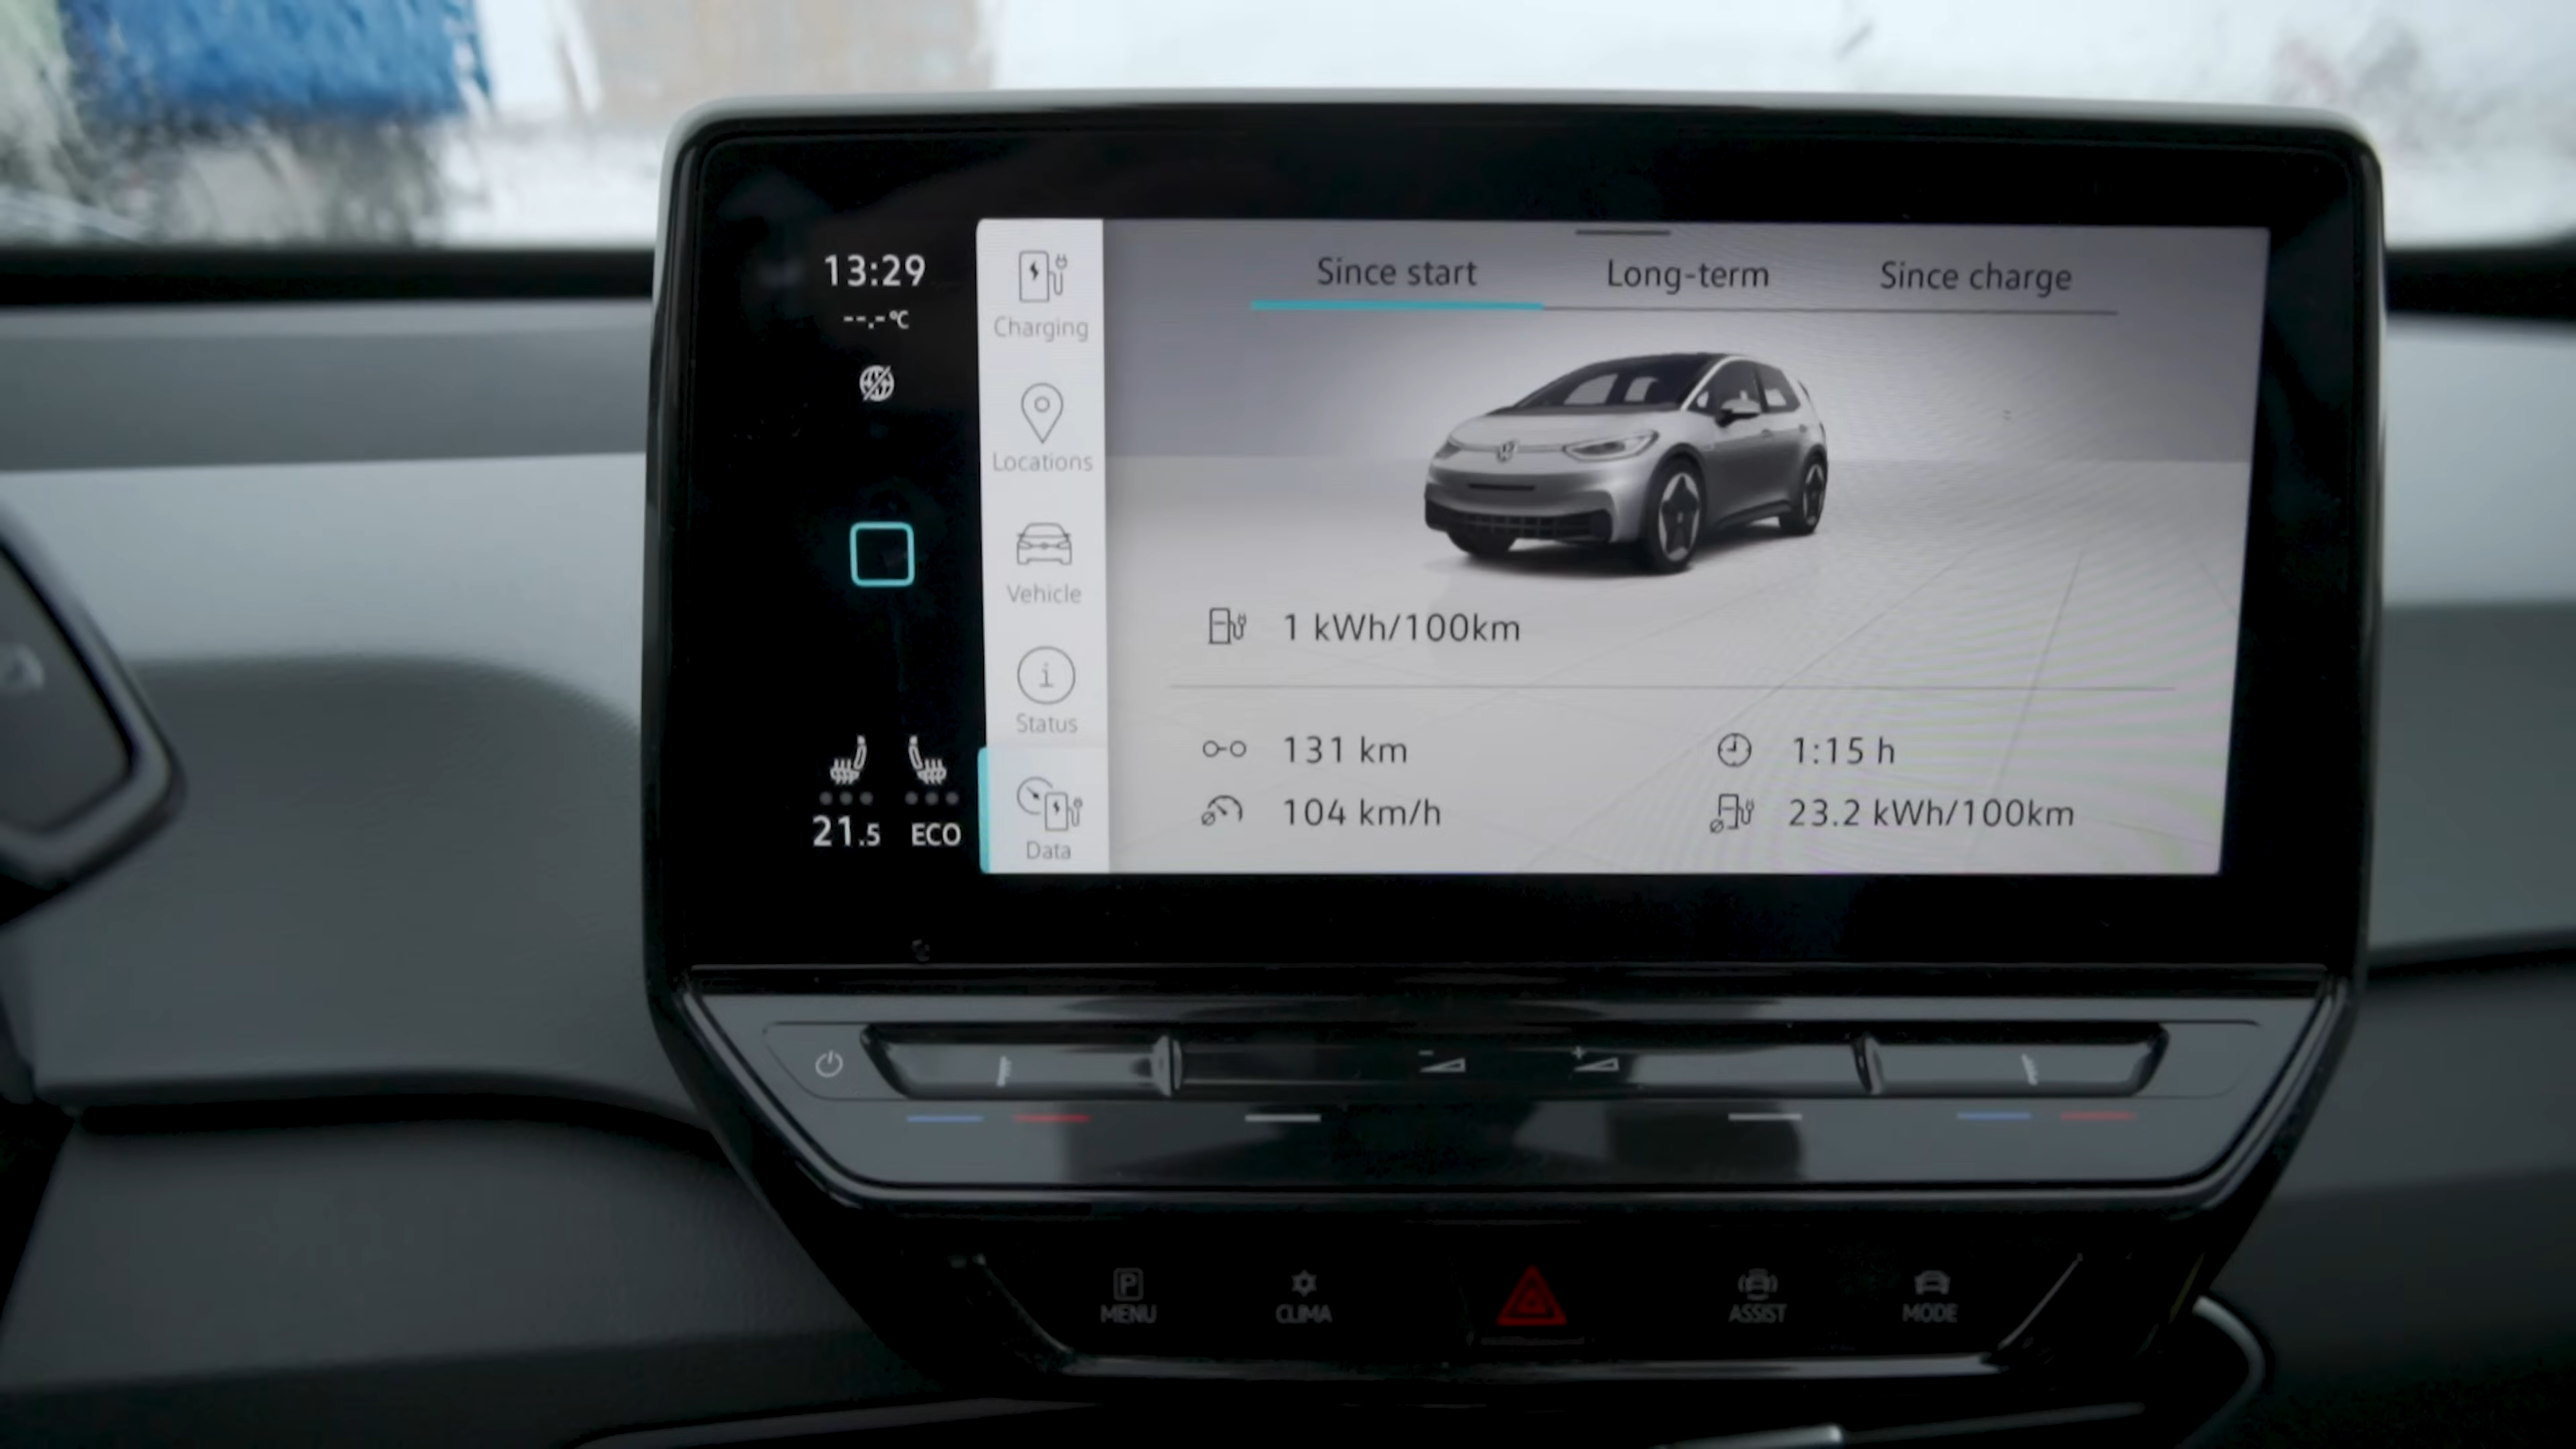 13:29
--.-°C
Charging
Locations
Vehicle
Status
Data
21.5 ECO
Since start Long-term Since charge
1 kWh/100km
131 km 1:15 h
104 km/h 23.2 kWh/100km
MENU CLIMA ASSIST MODE